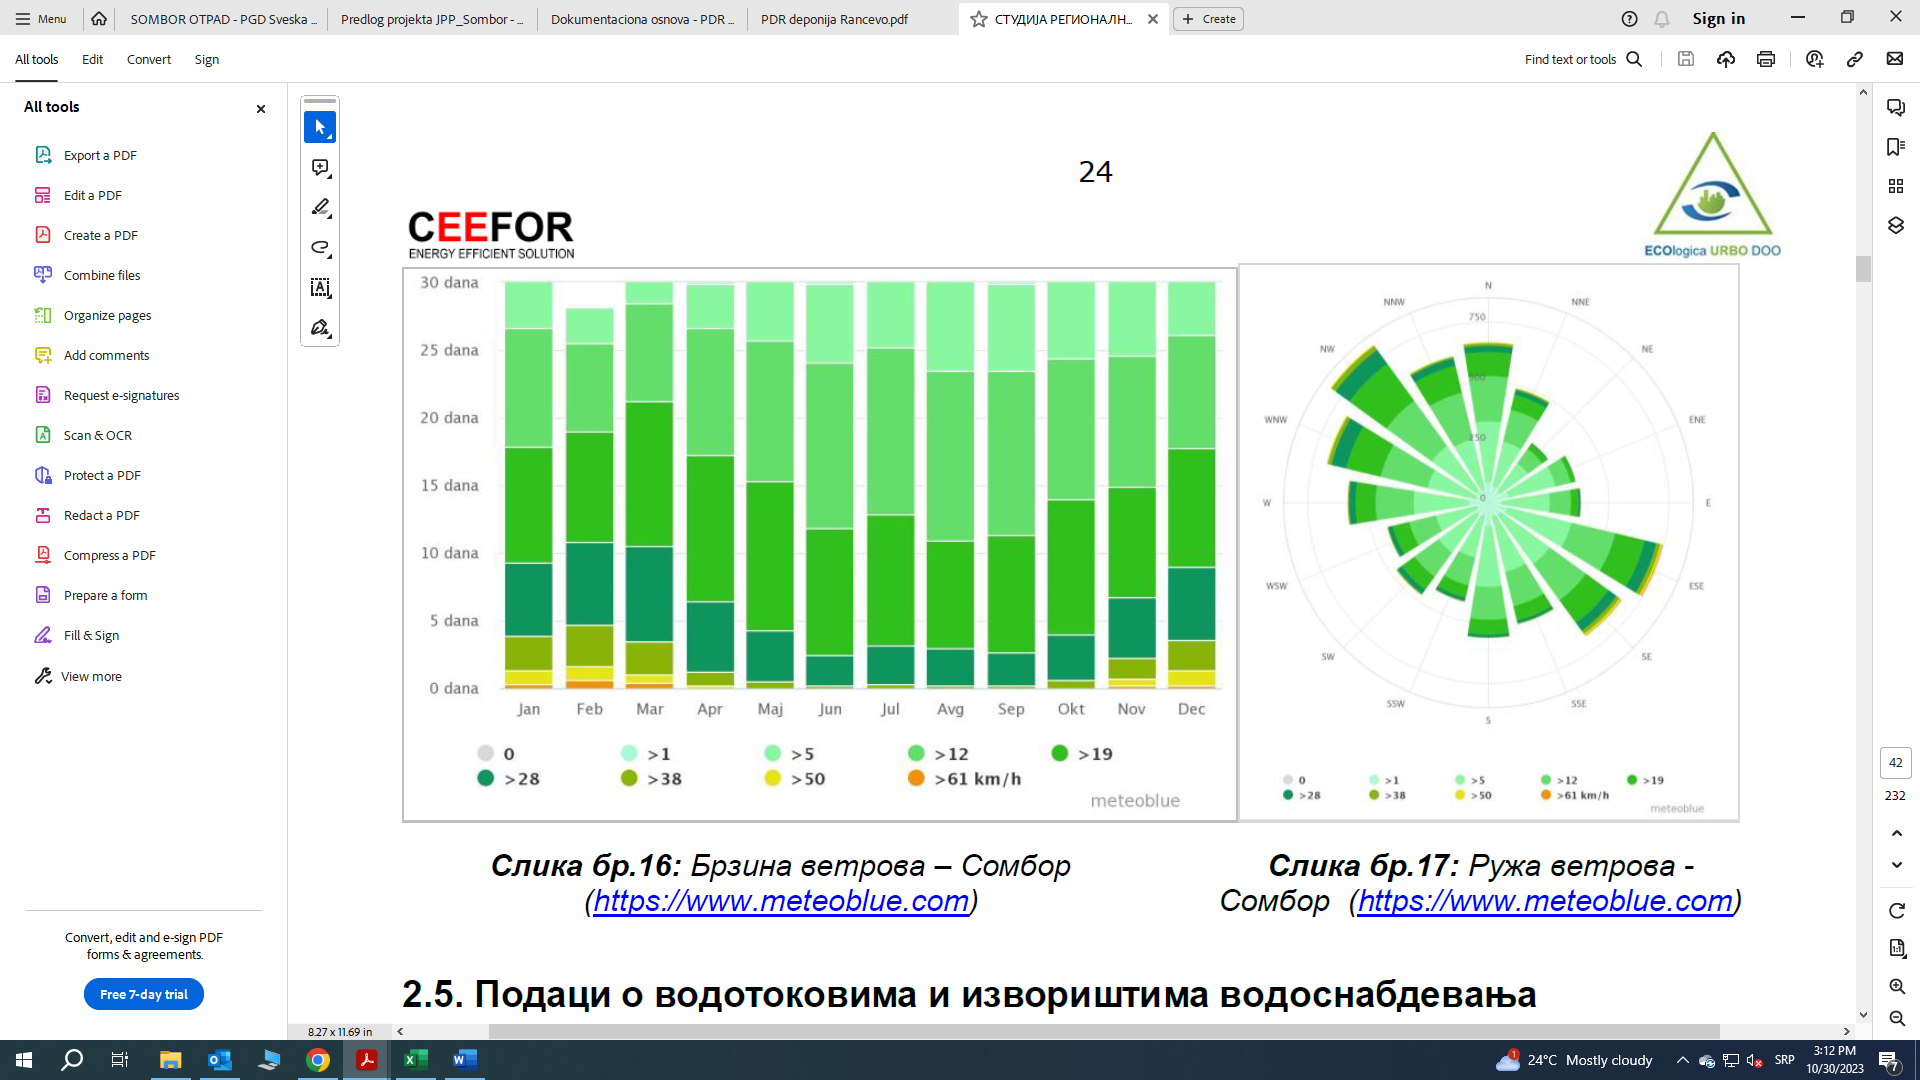 Menu
SOMBOR OTPAD - PGD Sveska ...
Predlog projekta JPP_Sombor - ...
Dokumentaciona osnova - PDR ...
PDR deponija Rancevo.pdf
СТУДИЈА РЕГИОНАЛН...
Create
Sign in
All tools
Edit
Convert
Sign
Find text or tools
All tools
Export a PDF
Edit a PDF
Create a PDF
Combine files
Organize pages
Add comments
Request e-signatures
Scan & OCR
Protect a PDF
Redact a PDF
Compress a PDF
Prepare a form
Fill & Sign
View more
Convert, edit and e-sign PDF
forms & agreements.
Free 7-day trial
24
CEEFOR
ENERGY EFFICIENT SOLUTION
ECOlogica URBO DOO
30 dana
25 dana
20 dana
15 dana
10 dana
5 dana
0 dana
Jan Feb Mar Apr Maj Jun Jul Avg Sep Okt Nov Dec
0 >1 >5 >12 >19
>28 >38 >50 >61 km/h
meteoblue
N
NNW NNE
750
NW NE
500
WNW ENE
250
W 0 E
WSW ESE
SW SE
SSW SSE
S
0 >1 >5 >12 >19
>28 >38 >50 >61 km/h
meteoblue
Слика бр.16: Брзина ветрова – Сомбор
(https://www.meteoblue.com)
Слика бр.17: Ружа ветрова -
Сомбор (https://www.meteoblue.com)
2.5. Подаци о водотоковима и извориштима водоснабдевања
42
232
8.27 x 11.69 in
1
24°C Mostly cloudy
SRP
3:12 PM
10/30/2023
7